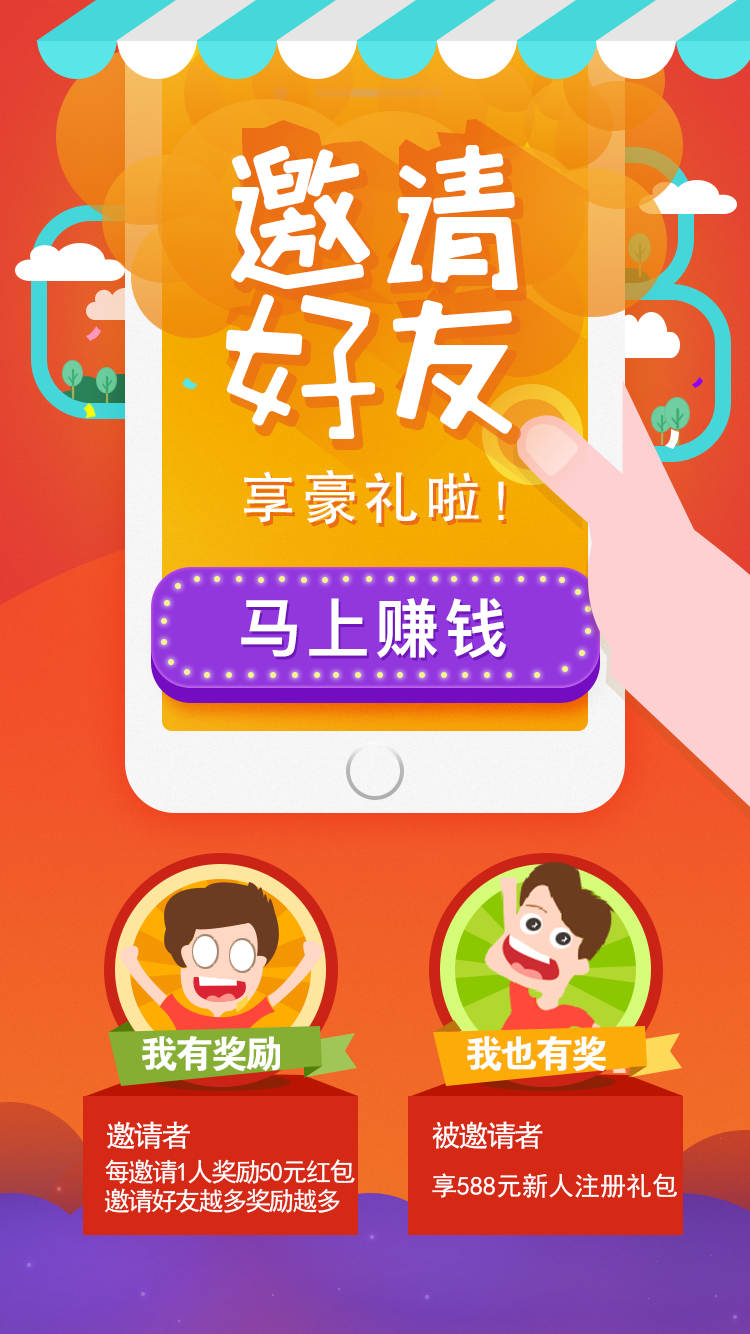 邀请
好友
享豪礼啦！
马上赚钱
我有奖励
邀请者
每邀请1人奖励50元红包
邀请好友越多奖励越多
我也有奖
被邀请者
享588元新人注册礼包